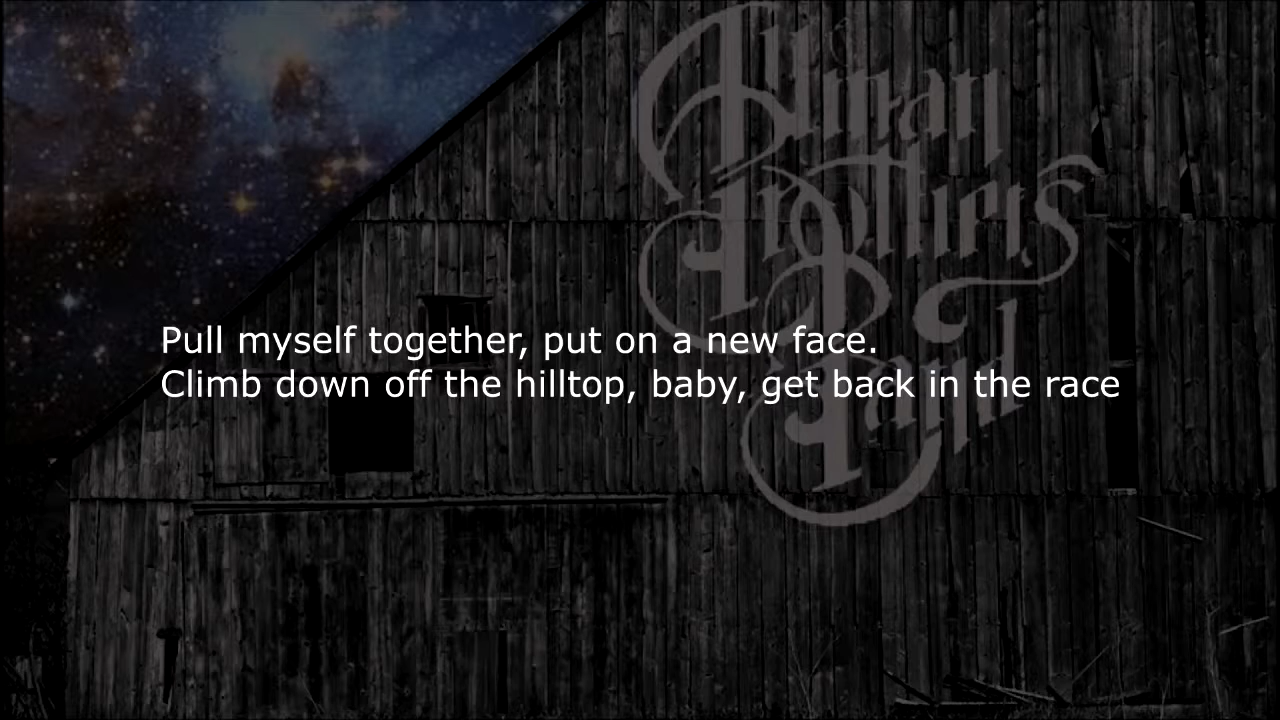 Allman
Brothers
Band
Pull myself together, put on a new face.
Climb down off the hilltop, baby, get back in the race